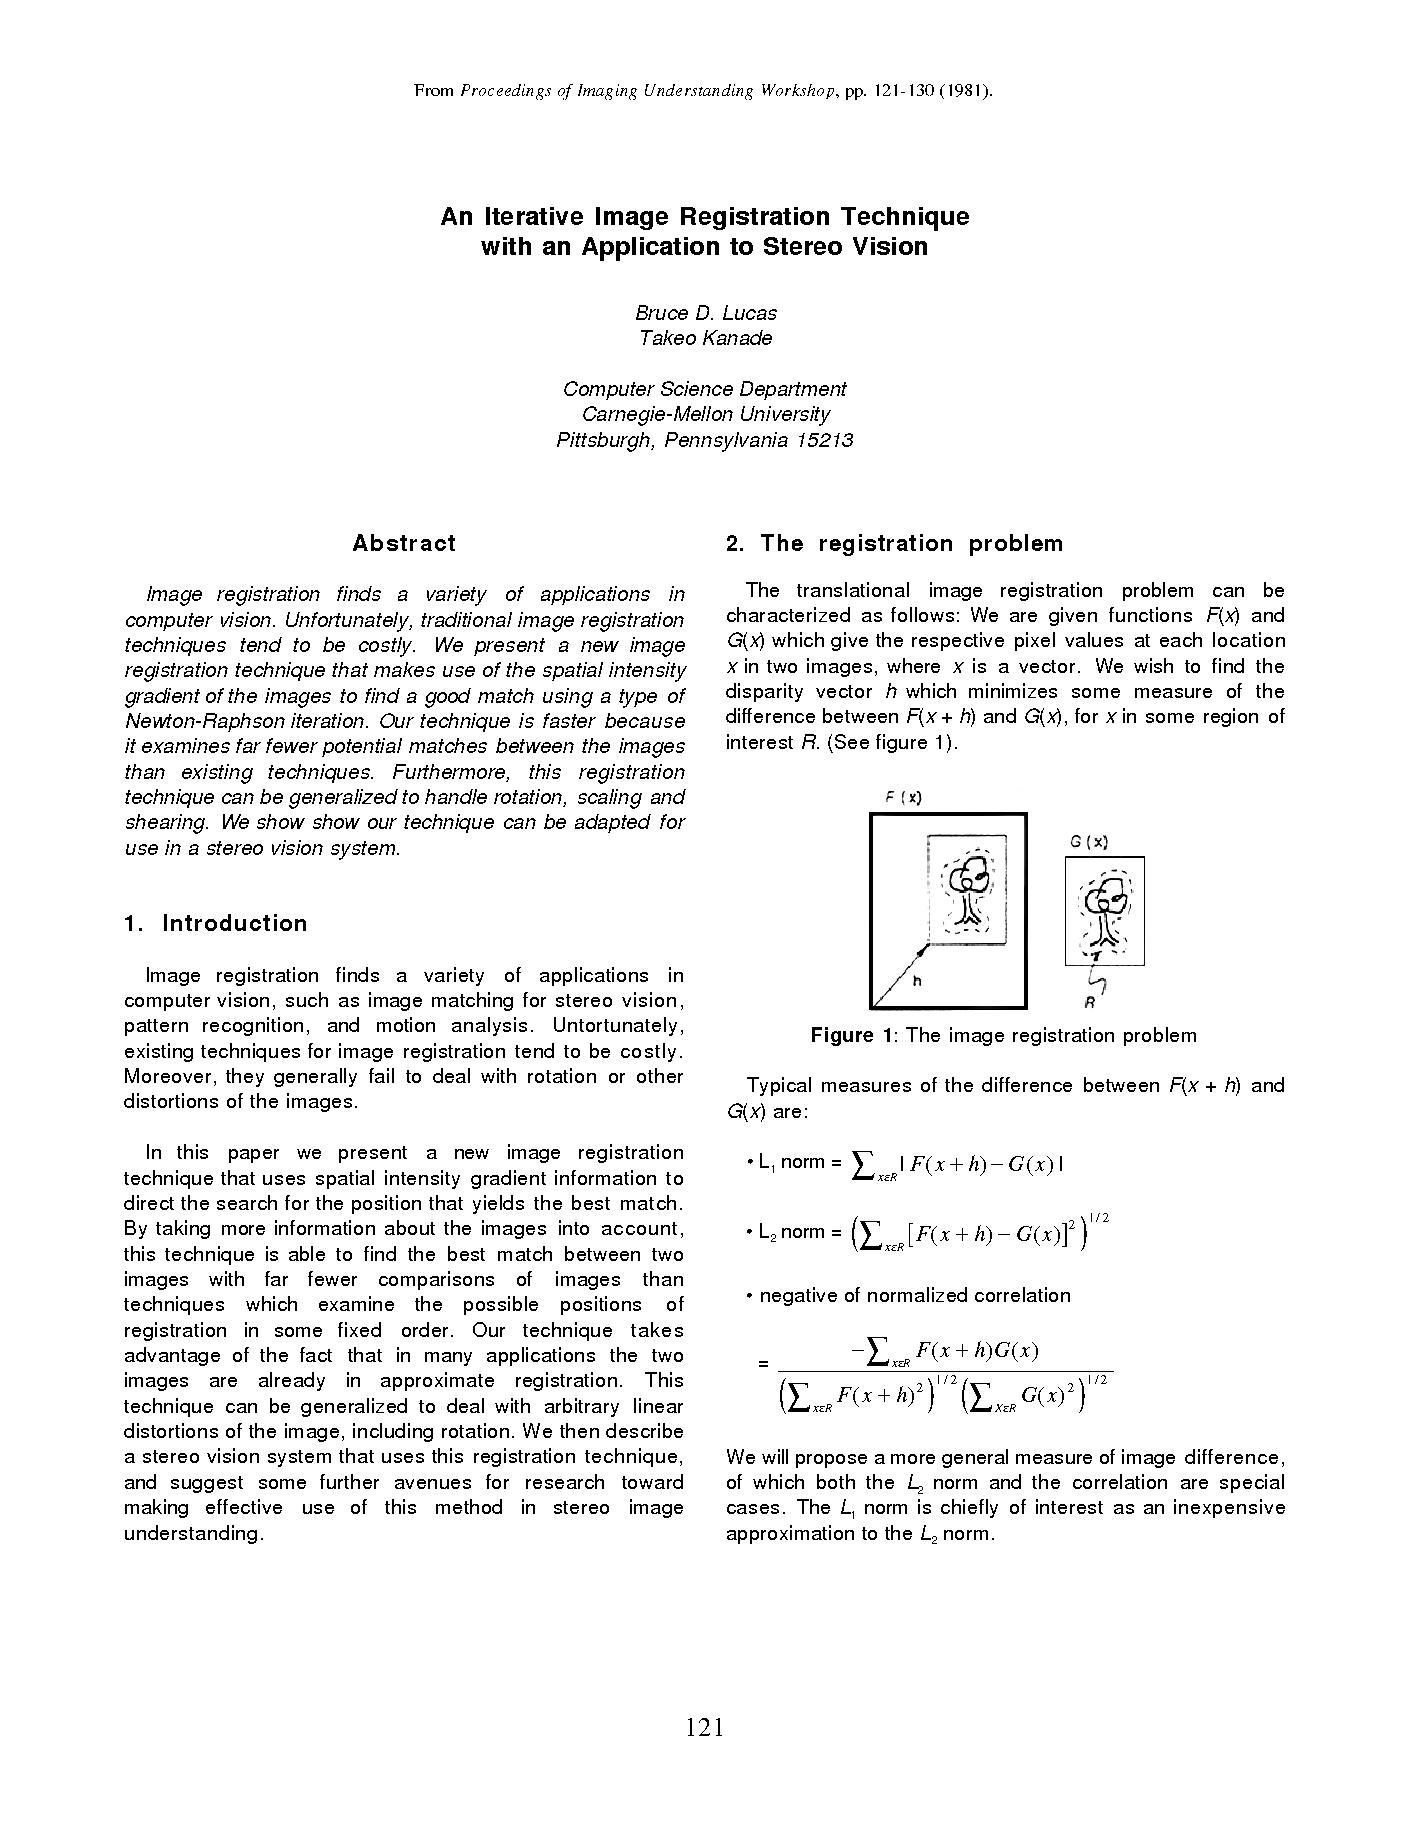 From Proceedings of Imaging Understanding Workshop, pp. 121-130 (1981).
An Iterative Image Registration Technique
with an Application to Stereo Vision
Bruce D. Lucas
Takeo Kanade
Computer Science Department
Carnegie-Mellon University
Pittsburgh, Pennsylvania 15213
Abstract
Image registration finds a variety of applications in
computer vision. Unfortunately, traditional image registration
techniques tend to be costly. We present a new image
registration technique that makes use of the spatial intensity
gradient of the images to find a good match using a type of
Newton-Raphson iteration. Our technique is faster because
it examines far fewer potential matches between the images
than existing techniques. Furthermore, this registration
technique can be generalized to handle rotation, scaling and
shearing. We show show our technique can be adapted for
use in a stereo vision system.
1. Introduction
Image registration finds a variety of applications in
computer vision, such as image matching for stereo vision,
pattern recognition, and motion analysis. Untortunately,
existing techniques for image registration tend to be costly.
Moreover, they generally fail to deal with rotation or other
distortions of the images.
In this paper we present a new image registration
technique that uses spatial intensity gradient information to
direct the search for the position that yields the best match.
By taking more information about the images into account,
this technique is able to find the best match between two
images with far fewer comparisons of images than
techniques which examine the possible positions of
registration in some fixed order. Our technique takes
advantage of the fact that in many applications the two
images are already in approximate registration. This
technique can be generalized to deal with arbitrary linear
distortions of the image, including rotation. We then describe
a stereo vision system that uses this registration technique,
and suggest some further avenues for research toward
making effective use of this method in stereo image
understanding.
2. The registration problem
The translational image registration problem can be
characterized as follows: We are given functions F(x) and
G(x) which give the respective pixel values at each location
x in two images, where x is a vector. We wish to find the
disparity vector h which minimizes some measure of the
difference between F(x + h) and G(x), for x in some region of
interest R. (See figure 1).
F (x)
G (x)
h
R
Figure 1: The image registration problem
Typical measures of the difference between F(x + h) and
G(x) are:
• L₁ norm = ∑ₓεR | F(x + h) − G(x) |
• L₂ norm = (∑ₓεR [F(x + h) − G(x)]²)^1/2
• negative of normalized correlation
= −∑xεR F(x + h)G(x)
(∑xεR F(x + h)²)^1/2 (∑XεR G(x)²)^1/2
We will propose a more general measure of image difference,
of which both the L₂ norm and the correlation are special
cases. The L₁ norm is chiefly of interest as an inexpensive
approximation to the L₂ norm.
121